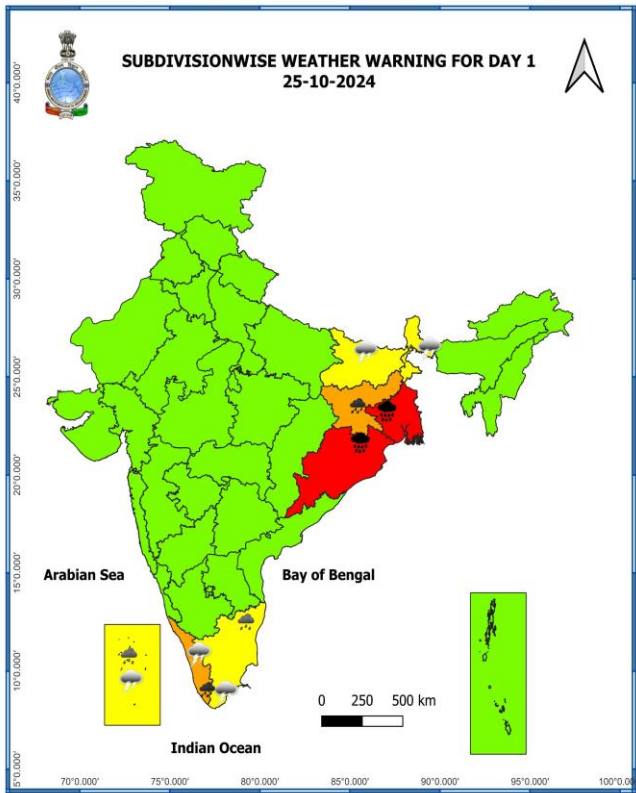 SUBDIVISIONWISE WEATHER WARNING FOR DAY 1
25-10-2024
40°0.000'
35°0.000'
30°0.000'
25°0.000'
20°0.000'
15°0.000'
10°0.000'
5°0.000'
Arabian Sea
Bay of Bengal
0 250 500 km
Indian Ocean
70°0.000' 75°0.000' 80°0.000' 85°0.000' 90°0.000' 95°0.000' 100°0.000'